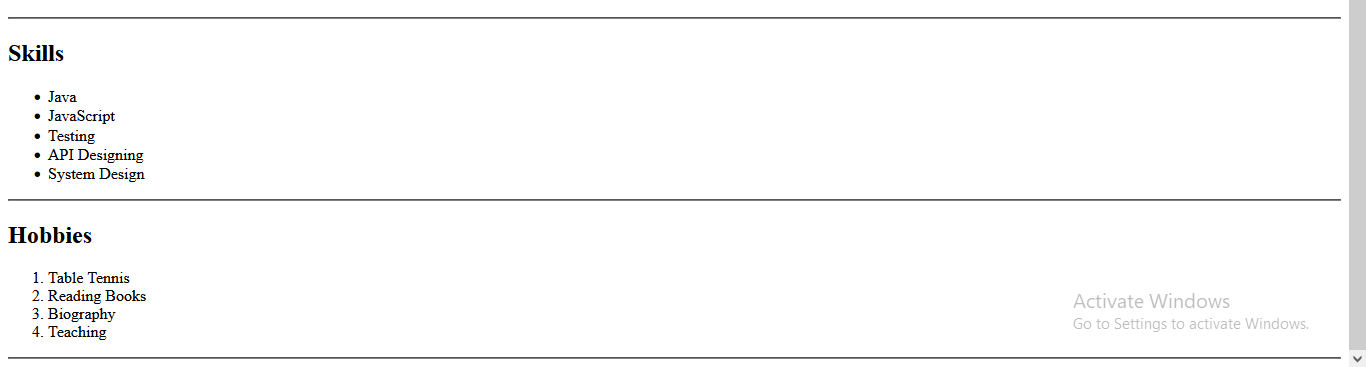 Skills
• Java
• JavaScript
• Testing
• API Designing
• System Design
Hobbies
1. Table Tennis
2. Reading Books
3. Biography
4. Teaching
Activate Windows
Go to Settings to activate Windows.